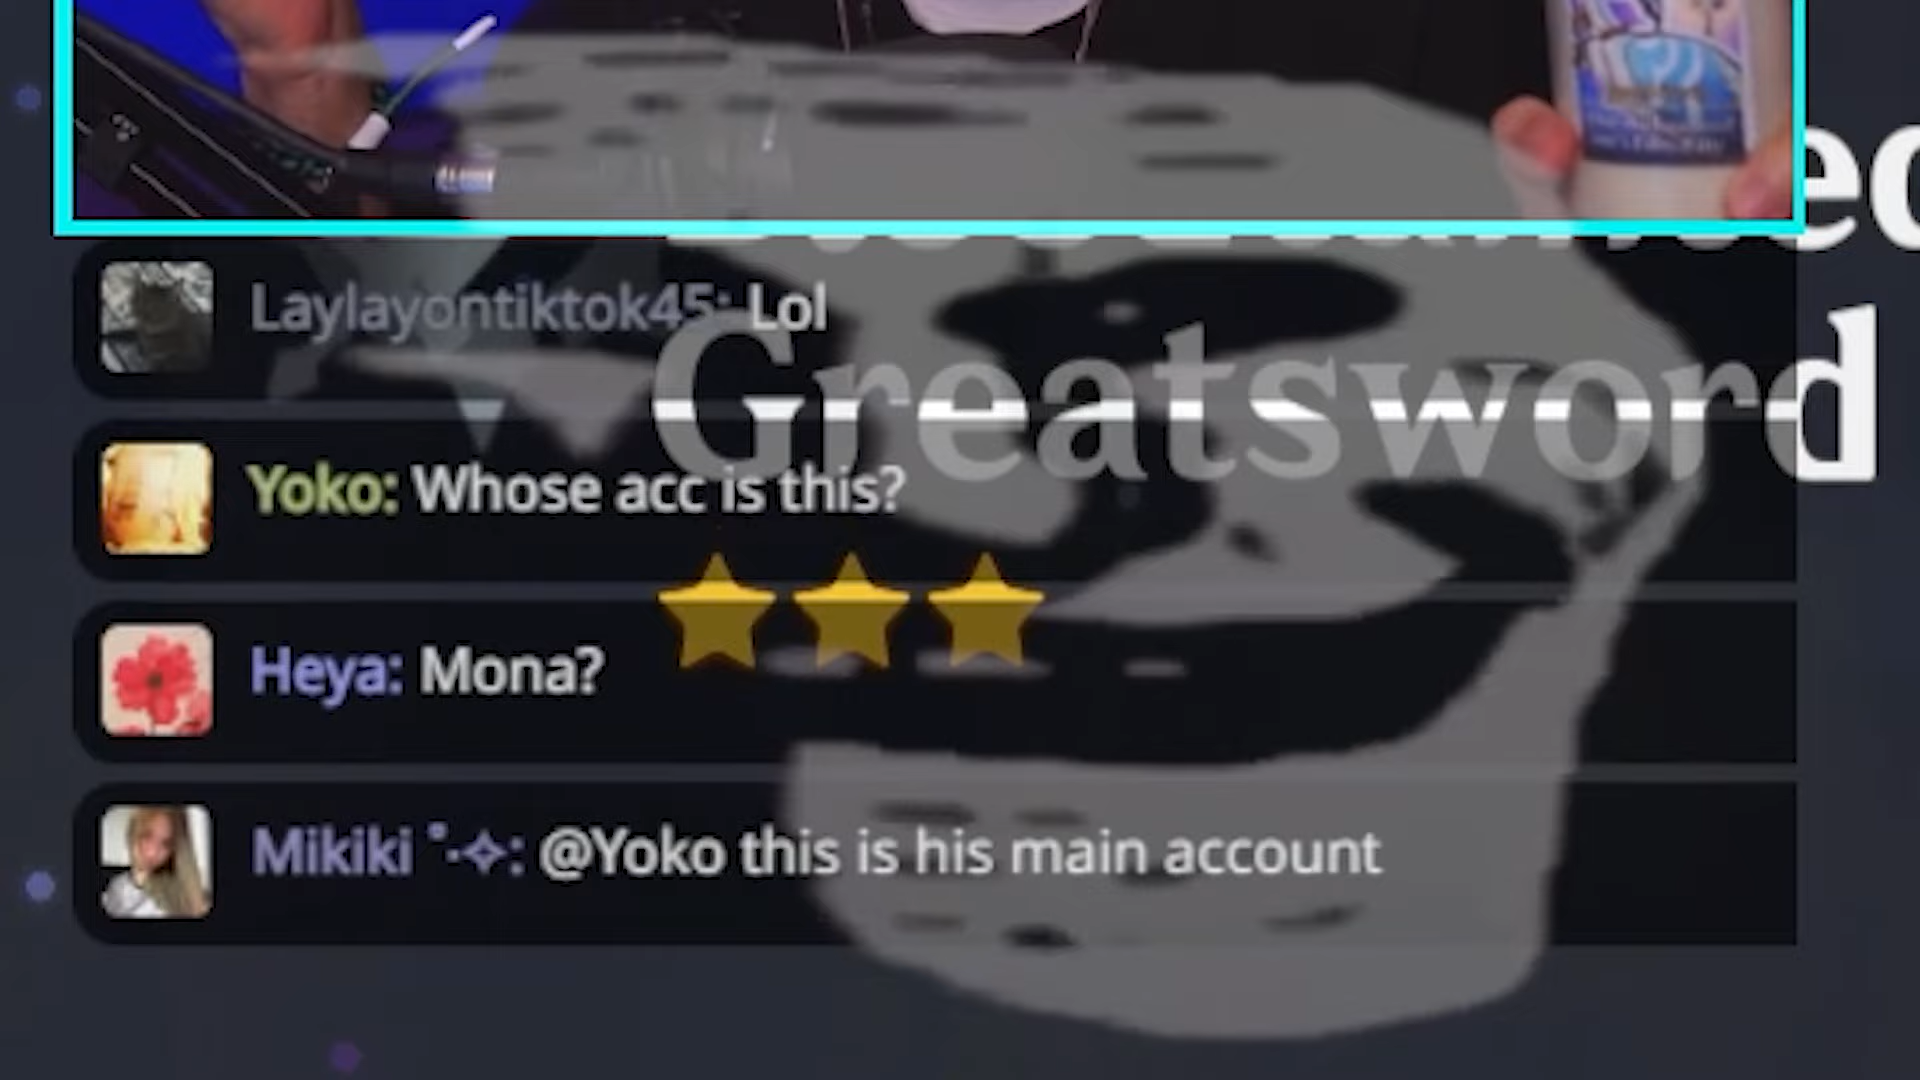 Laylayontiktok45: Lol
Greatsword
Yoko: Whose acc is this?
Heya: Mona?
Mikiki ˚‧✧: @Yoko this is his main account